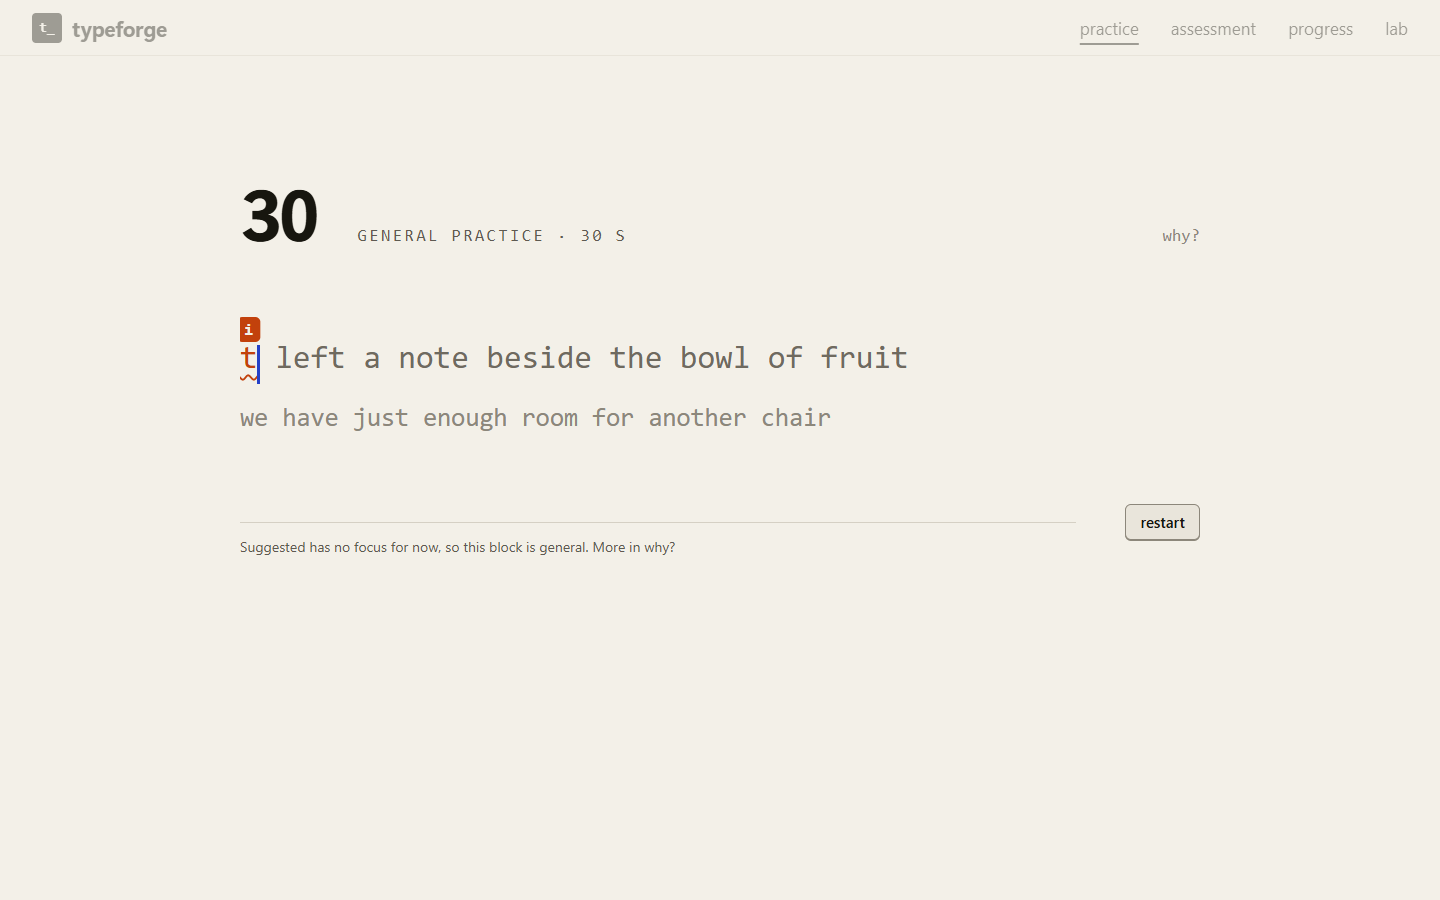 t_ typeforge practice assessment progress lab
30 GENERAL PRACTICE · 30 S why?
i
t left a note beside the bowl of fruit
we have just enough room for another chair
restart
Suggested has no focus for now, so this block is general. More in why?